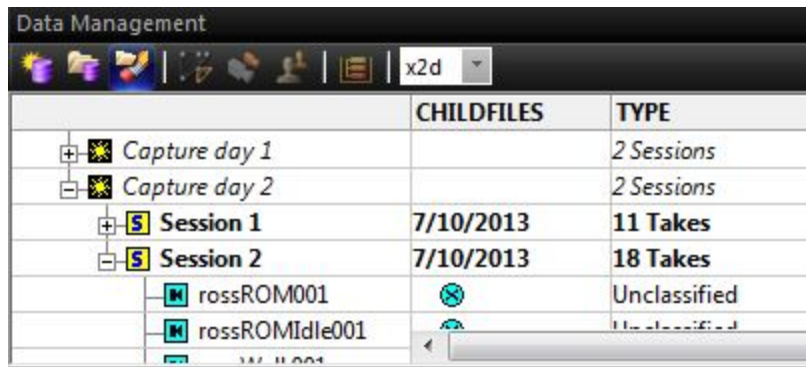 Data Management
x2d
CHILDFILES TYPE
Capture day 1 2 Sessions
Capture day 2 2 Sessions
S Session 1 7/10/2013 11 Takes
S Session 2 7/10/2013 18 Takes
rossROM001 Unclassified
rossROMIdle001 Unclassified